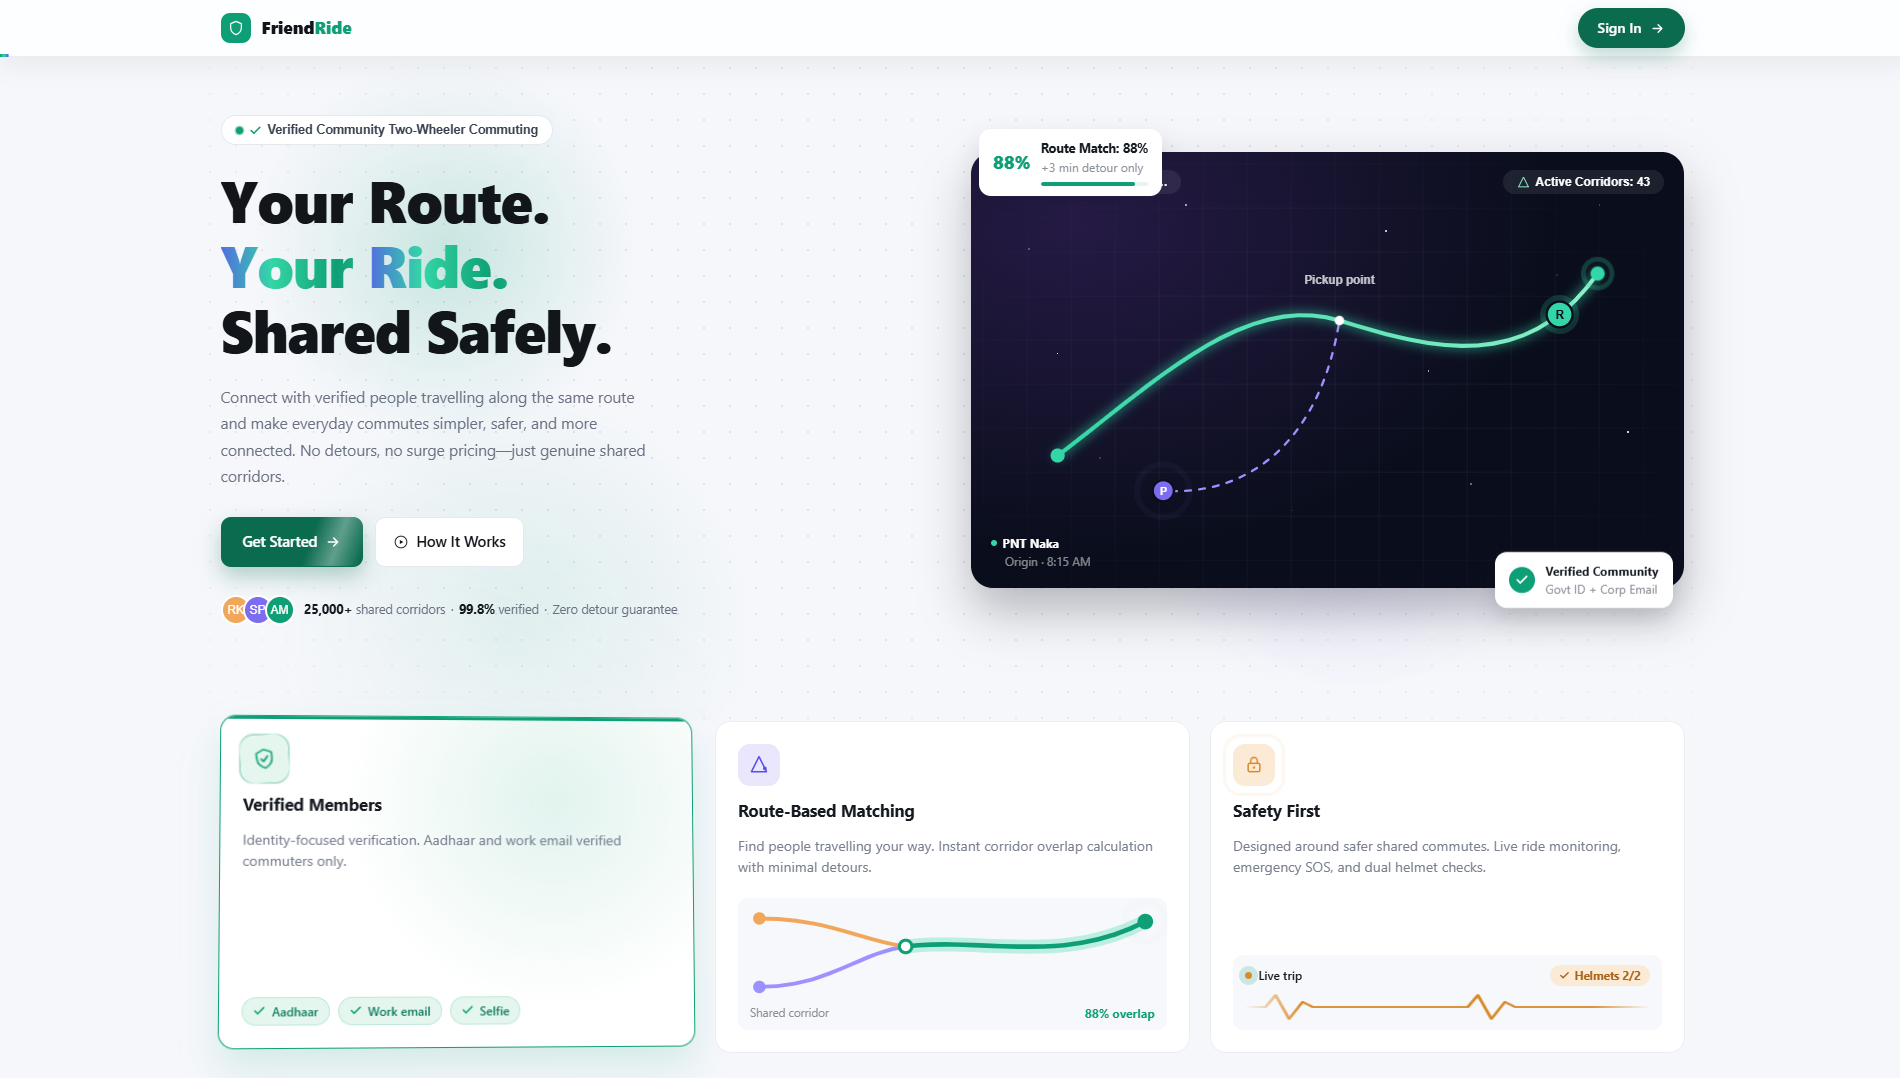 FriendRide
Sign In
Verified Community Two-Wheeler Commuting
Your Route.
Your Ride.
Shared Safely.
Connect with verified people travelling along the same route
and make everyday commutes simpler, safer, and more
connected. No detours, no surge pricing—just genuine shared
corridors.
Get Started
How It Works
RK SP AM
25,000+ shared corridors · 99.8% verified · Zero detour guarantee
88%
Route Match: 88%
+3 min detour only
Active Corridors: 43
Pickup point
R
P
PNT Naka
Origin · 8:15 AM
Verified Community
Govt ID + Corp Email
Verified Members
Identity-focused verification. Aadhaar and work email verified
commuters only.
Aadhaar
Work email
Selfie
Route-Based Matching
Find people travelling your way. Instant corridor overlap calculation
with minimal detours.
Shared corridor
88% overlap
Safety First
Designed around safer shared commutes. Live ride monitoring,
emergency SOS, and dual helmet checks.
Live trip
Helmets 2/2